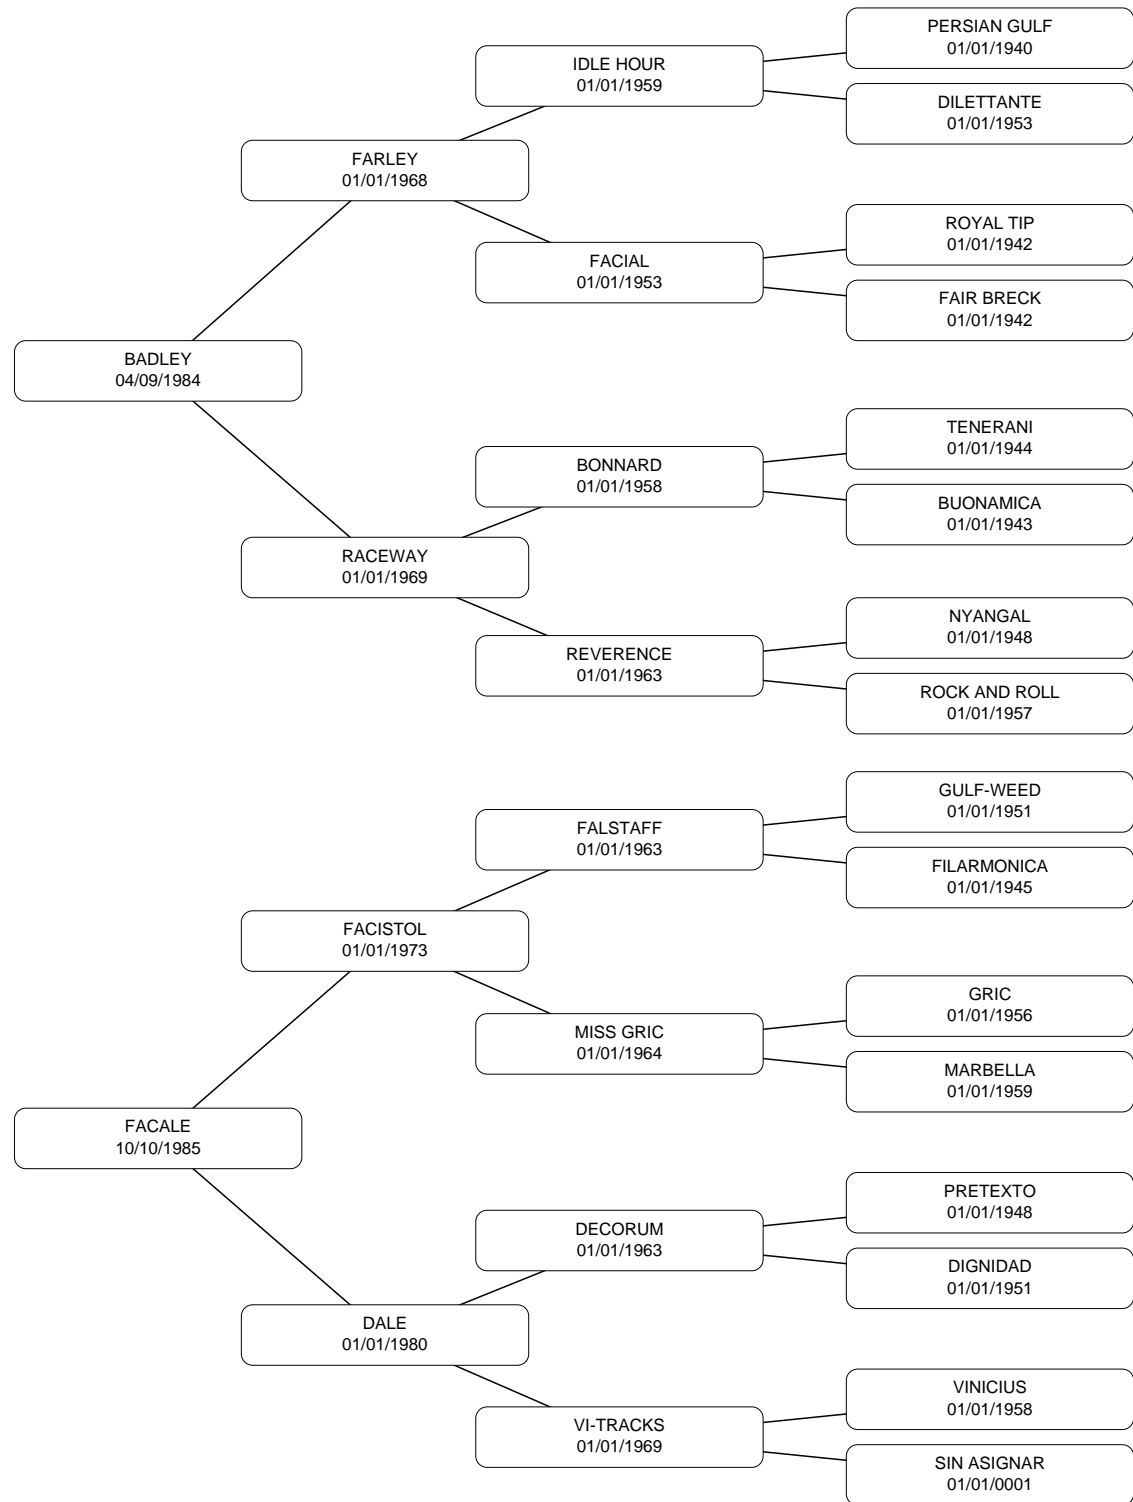 PERSIAN GULF
01/01/1940
IDLE HOUR
01/01/1959
DILETTANTE
01/01/1953
FARLEY
01/01/1968
ROYAL TIP
01/01/1942
FACIAL
01/01/1953
FAIR BRECK
01/01/1942
BADLEY
04/09/1984
TENERANI
01/01/1944
BONNARD
01/01/1958
BUONAMICA
01/01/1943
RACEWAY
01/01/1969
NYANGAL
01/01/1948
REVERENCE
01/01/1963
ROCK AND ROLL
01/01/1957
GULF-WEED
01/01/1951
FALSTAFF
01/01/1963
FILARMONICA
01/01/1945
FACISTOL
01/01/1973
GRIC
01/01/1956
MISS GRIC
01/01/1964
MARBELLA
01/01/1959
FACALE
10/10/1985
PRETEXTO
01/01/1948
DECORUM
01/01/1963
DIGNIDAD
01/01/1951
DALE
01/01/1980
VINICIUS
01/01/1958
VI-TRACKS
01/01/1969
SIN ASIGNAR
01/01/0001